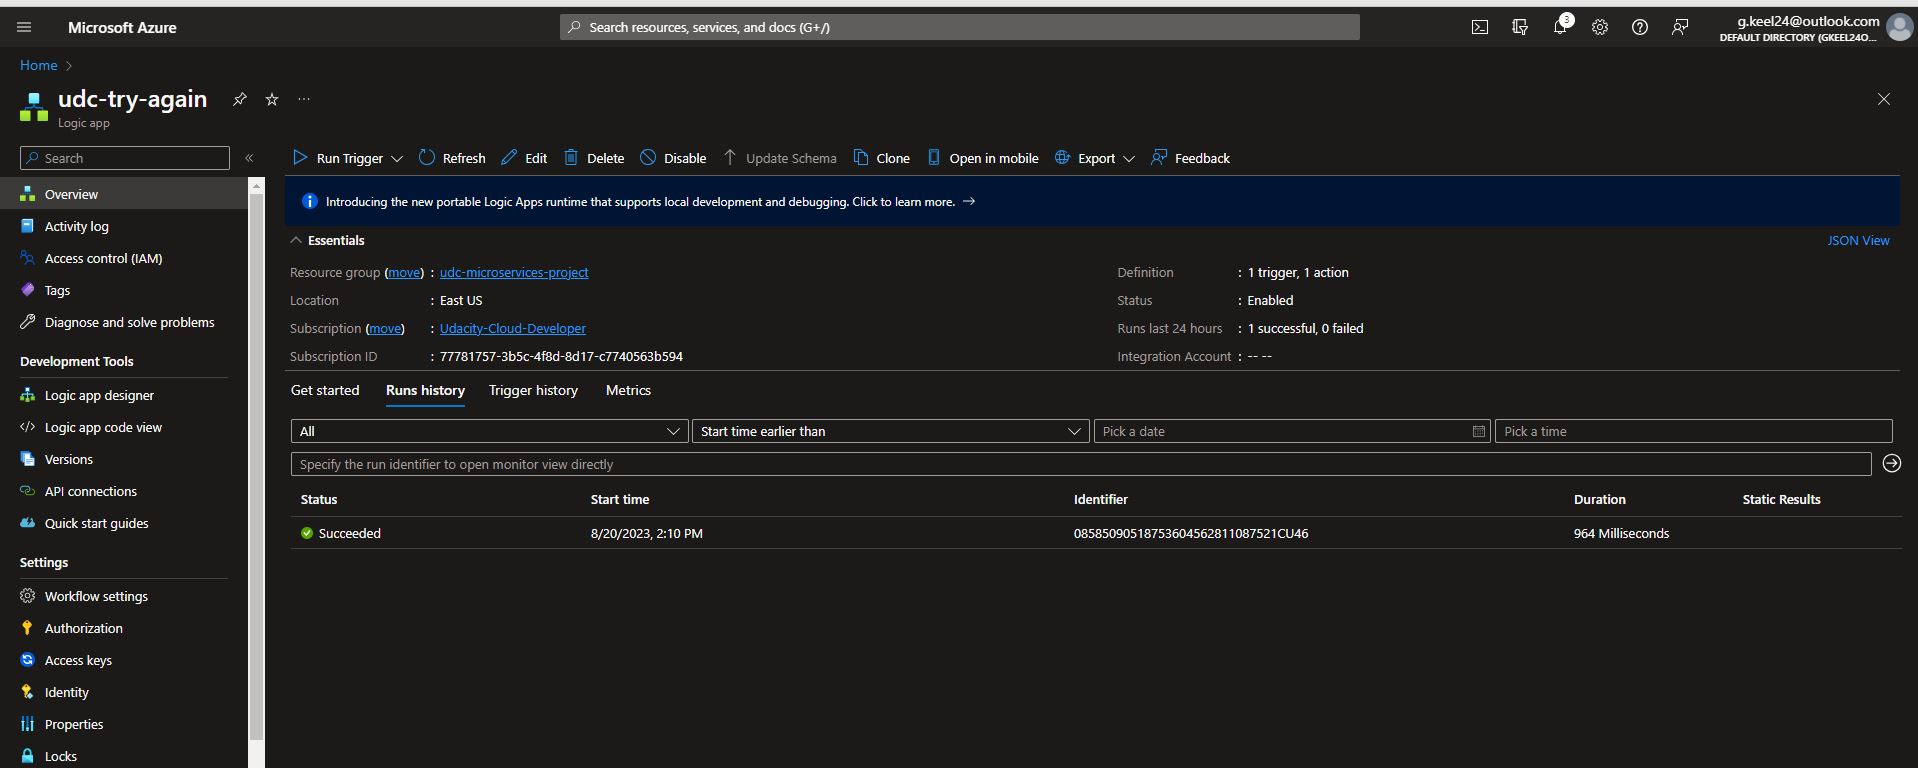 Microsoft Azure
Search resources, services, and docs (G+/)
3
g.keel24@outlook.com
DEFAULT DIRECTORY (GKEEL24O...
Home
udc-try-again
Logic app
Search
Run Trigger
Refresh
Edit
Delete
Disable
Update Schema
Clone
Open in mobile
Export
Feedback
Overview
Activity log
Access control (IAM)
Tags
Diagnose and solve problems
Development Tools
Logic app designer
Logic app code view
Versions
API connections
Quick start guides
Settings
Workflow settings
Authorization
Access keys
Identity
Properties
Locks
Introducing the new portable Logic Apps runtime that supports local development and debugging. Click to learn more.
Essentials
JSON View
Resource group (move) : udc-microservices-project
Location : East US
Subscription (move) : Udacity-Cloud-Developer
Subscription ID : 77781757-3b5c-4f8d-8d17-c7740563b594
Definition : 1 trigger, 1 action
Status : Enabled
Runs last 24 hours : 1 successful, 0 failed
Integration Account : -- --
Get started Runs history Trigger history Metrics
All
Start time earlier than
Pick a date
Pick a time
Specify the run identifier to open monitor view directly
Status Start time Identifier Duration Static Results
Succeeded 8/20/2023, 2:10 PM 08585090518753604562811087521CU46 964 Milliseconds